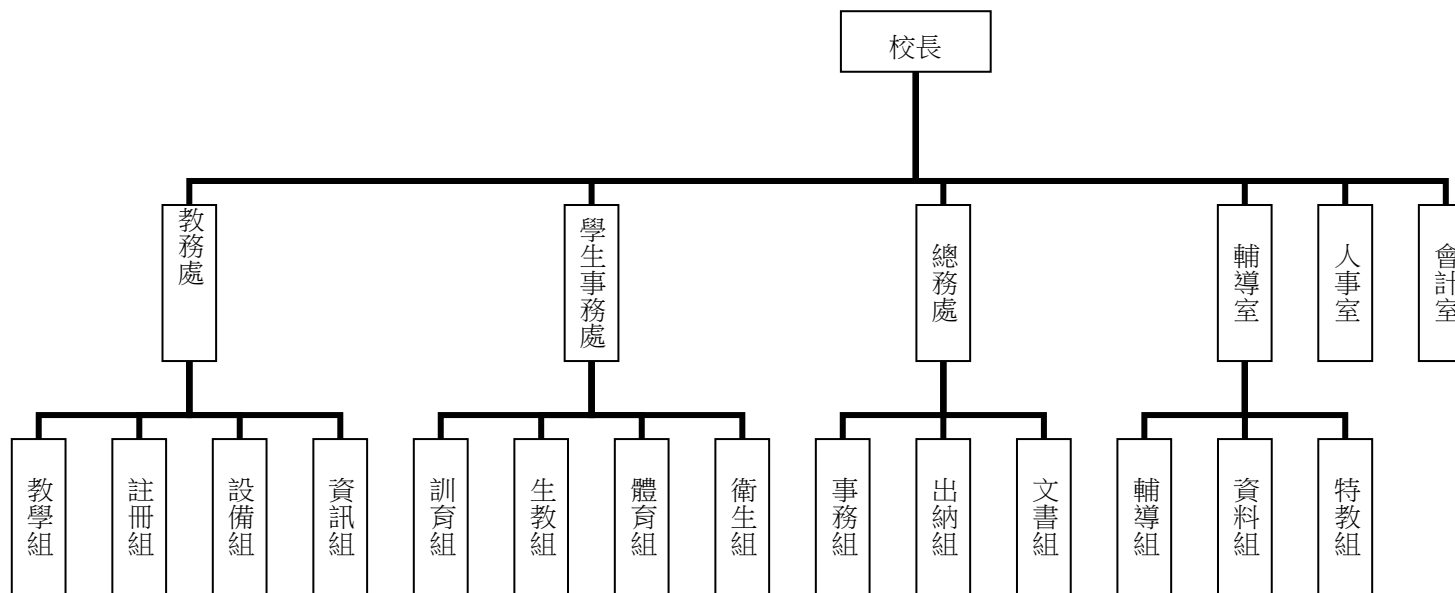 校長
教務處
學生事務處
總務處
輔導室
人事室
會計室
教學組
註冊組
設備組
資訊組
訓育組
生教組
體育組
衛生組
事務組
出納組
文書組
輔導組
資料組
特教組